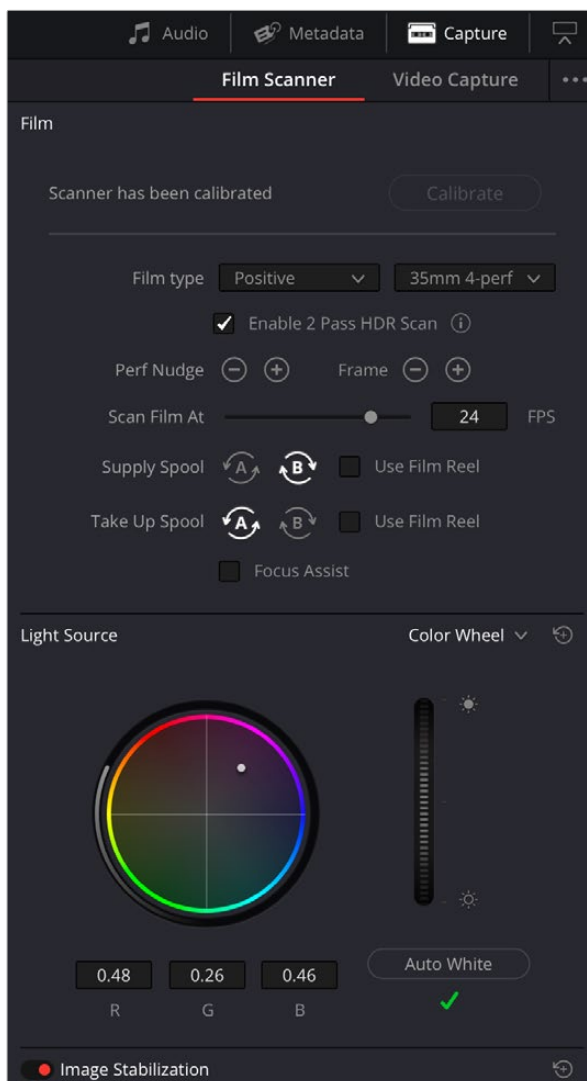 Audio Metadata Capture
Film Scanner Video Capture
Film
Scanner has been calibrated Calibrate
Film type Positive 35mm 4-perf
Enable 2 Pass HDR Scan
Perf Nudge Frame
Scan Film At 24 FPS
Supply Spool A B Use Film Reel
Take Up Spool A B Use Film Reel
Focus Assist
Light Source Color Wheel
0.48 0.26 0.46 Auto White
R G B
Image Stabilization